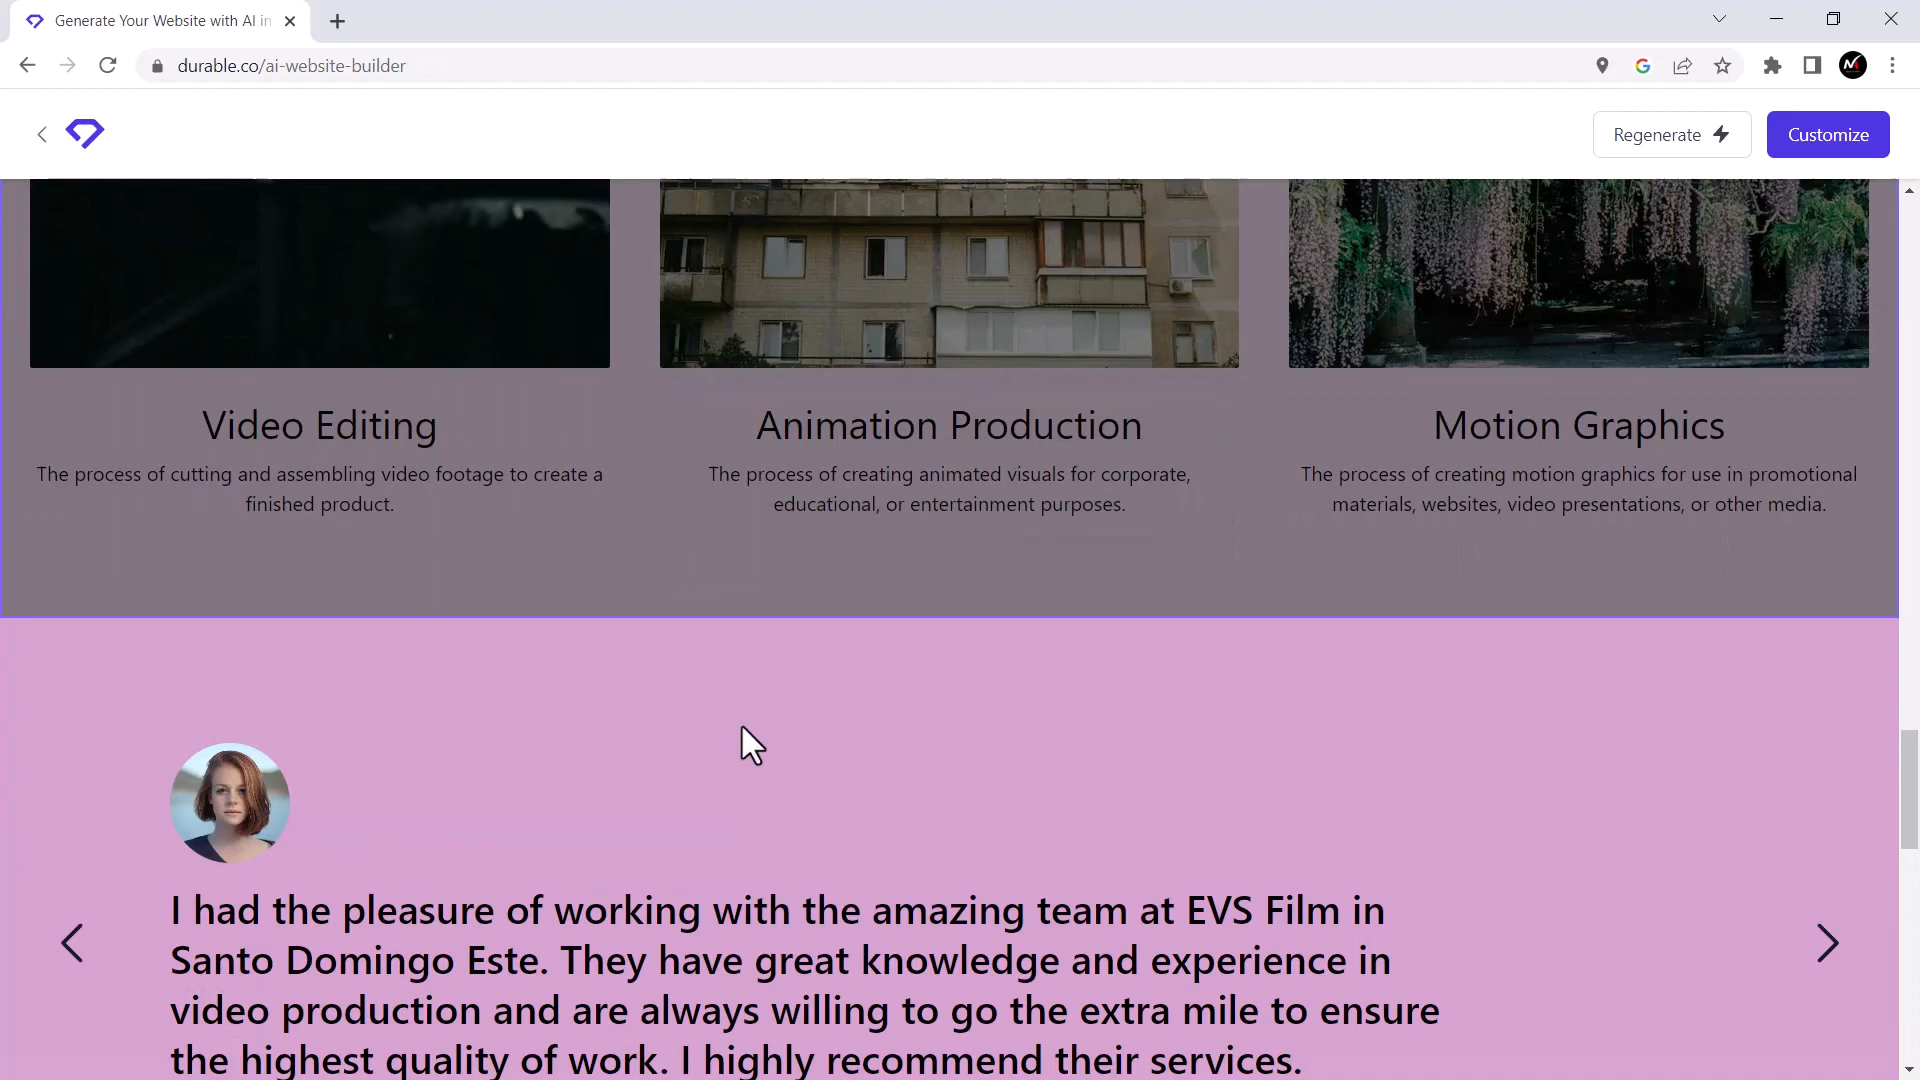 Generate Your Website with AI in
durable.co/ai-website-builder
Regenerate
Customize
Video Editing
The process of cutting and assembling video footage to create a
finished product.
Animation Production
The process of creating animated visuals for corporate,
educational, or entertainment purposes.
Motion Graphics
The process of creating motion graphics for use in promotional
materials, websites, video presentations, or other media.
I had the pleasure of working with the amazing team at EVS Film in
Santo Domingo Este. They have great knowledge and experience in
video production and are always willing to go the extra mile to ensure
the highest quality of work. I highly recommend their services.